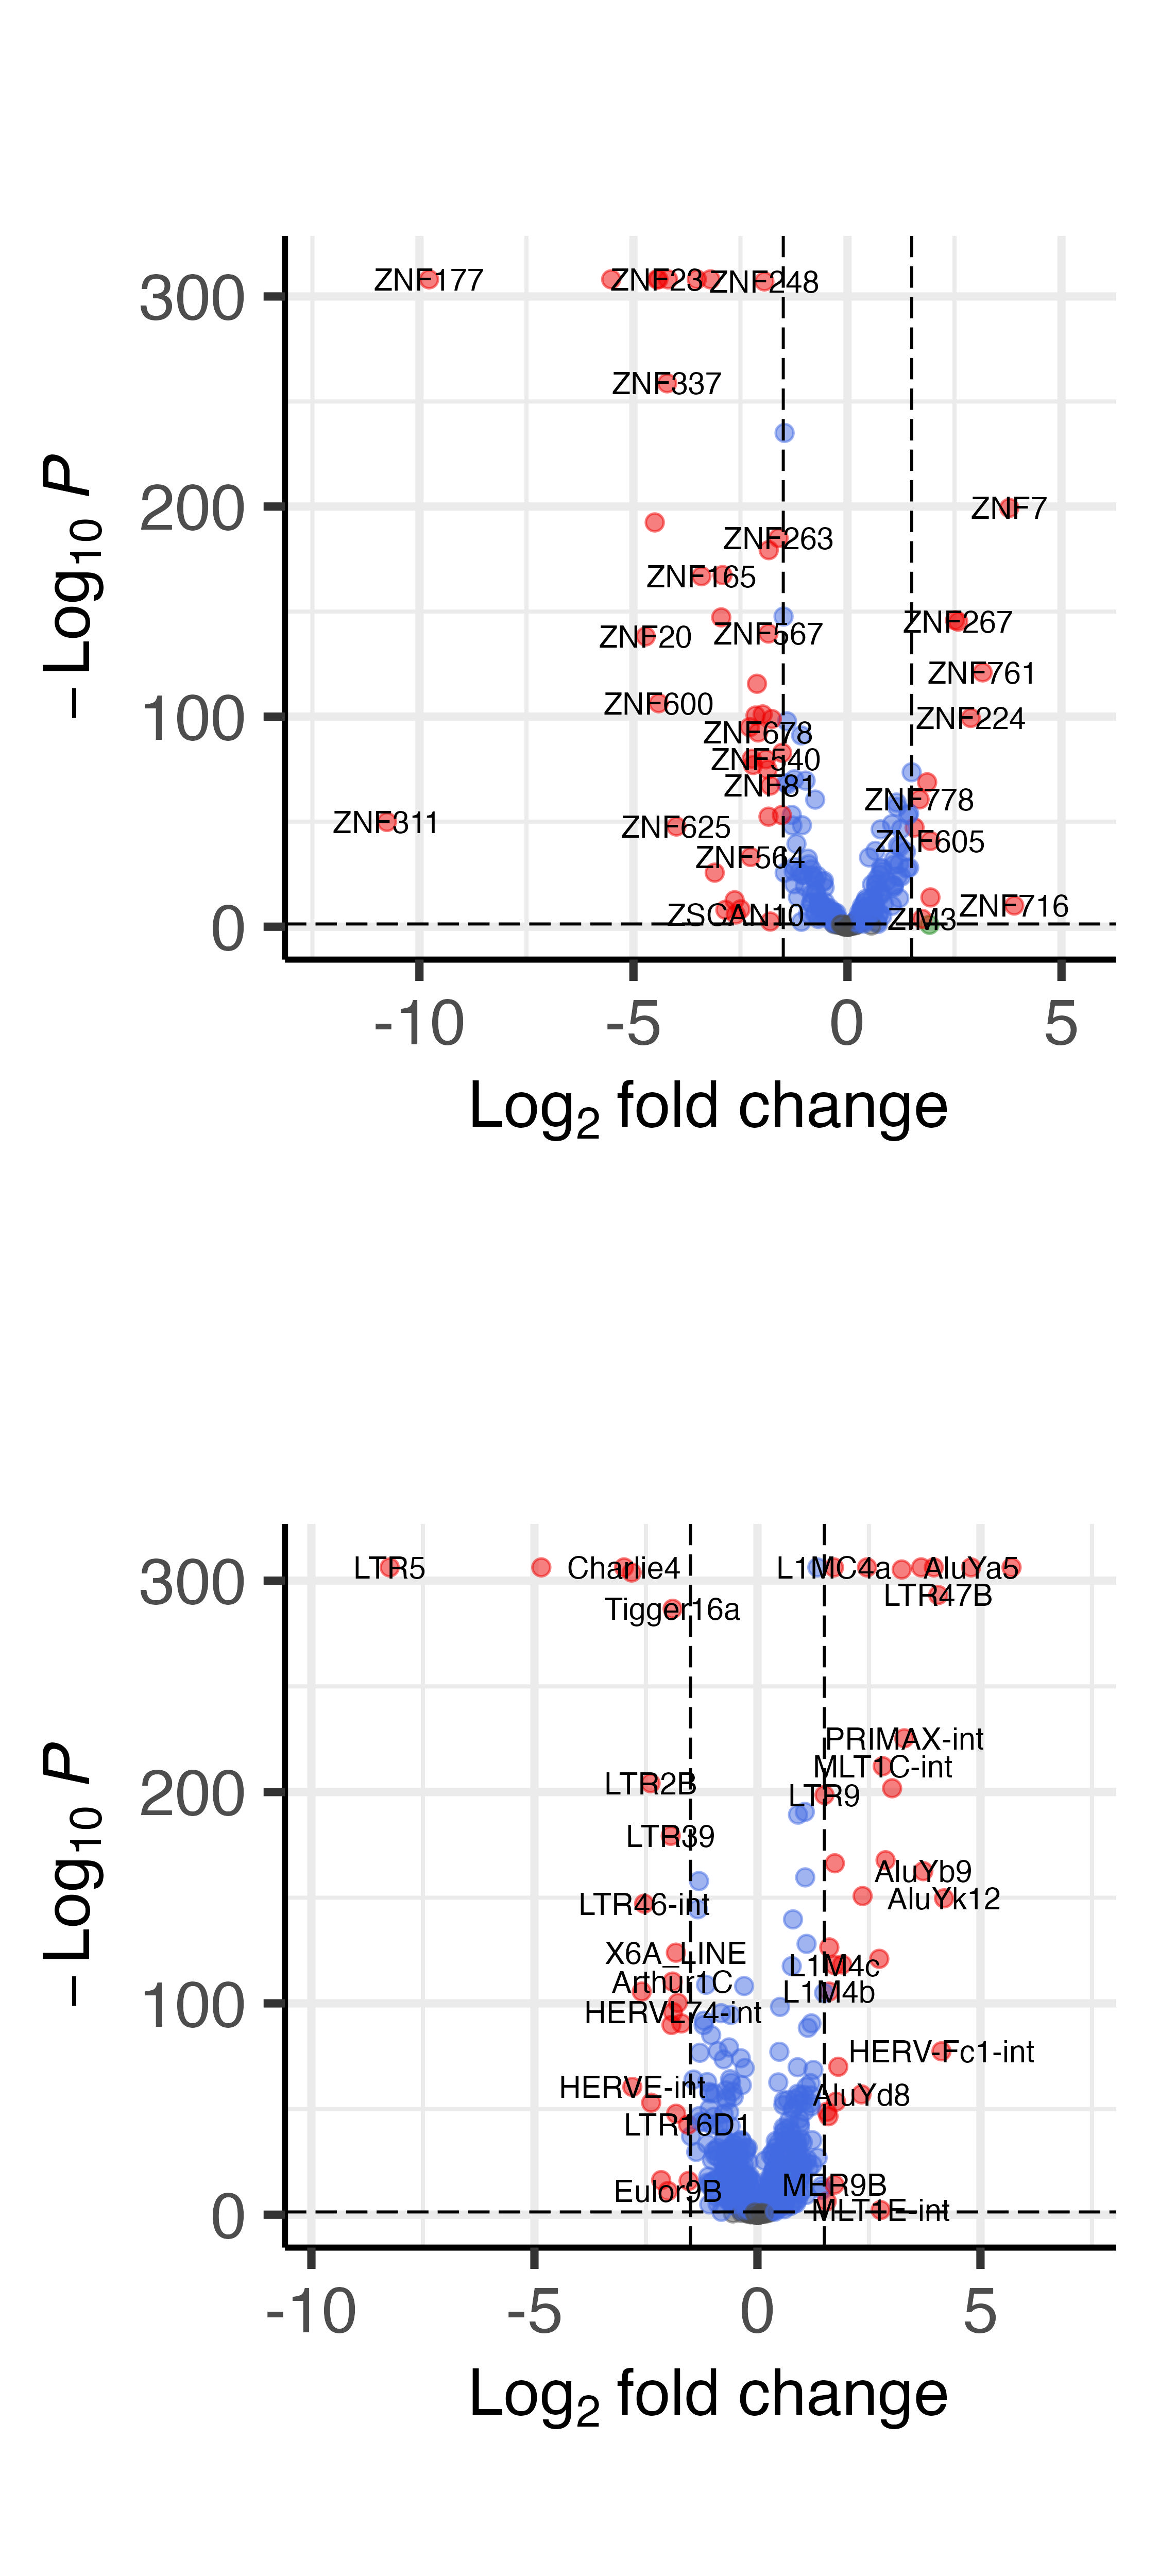 300
200
100
0
– Log10 P
ZNF177
ZNF23
ZNF248
ZNF337
ZNF7
ZNF263
ZNF165
ZNF267
ZNF20
ZNF567
ZNF761
ZNF600
ZNF224
ZNF678
ZNF540
ZNF81
ZNF778
ZNF311
ZNF625
ZNF605
ZNF564
ZNF716
ZSCAN10
ZIM3
-10
-5
0
5
Log2 fold change
300
200
100
0
– Log10 P
LTR5
Charlie4
L1MC4a
AluYa5
LTR47B
Tigger16a
PRIMAX-int
MLT1C-int
LTR2B
LTR9
LTR39
AluYb9
AluYk12
LTR46-int
X6A_LINE
L1M4c
Arthur1C
L1M4b
HERVL74-int
HERV-Fc1-int
HERVE-int
AluYd8
LTR16D1
MER9B
Eulor9B
MLT1E-int
-10
-5
0
5
Log2 fold change